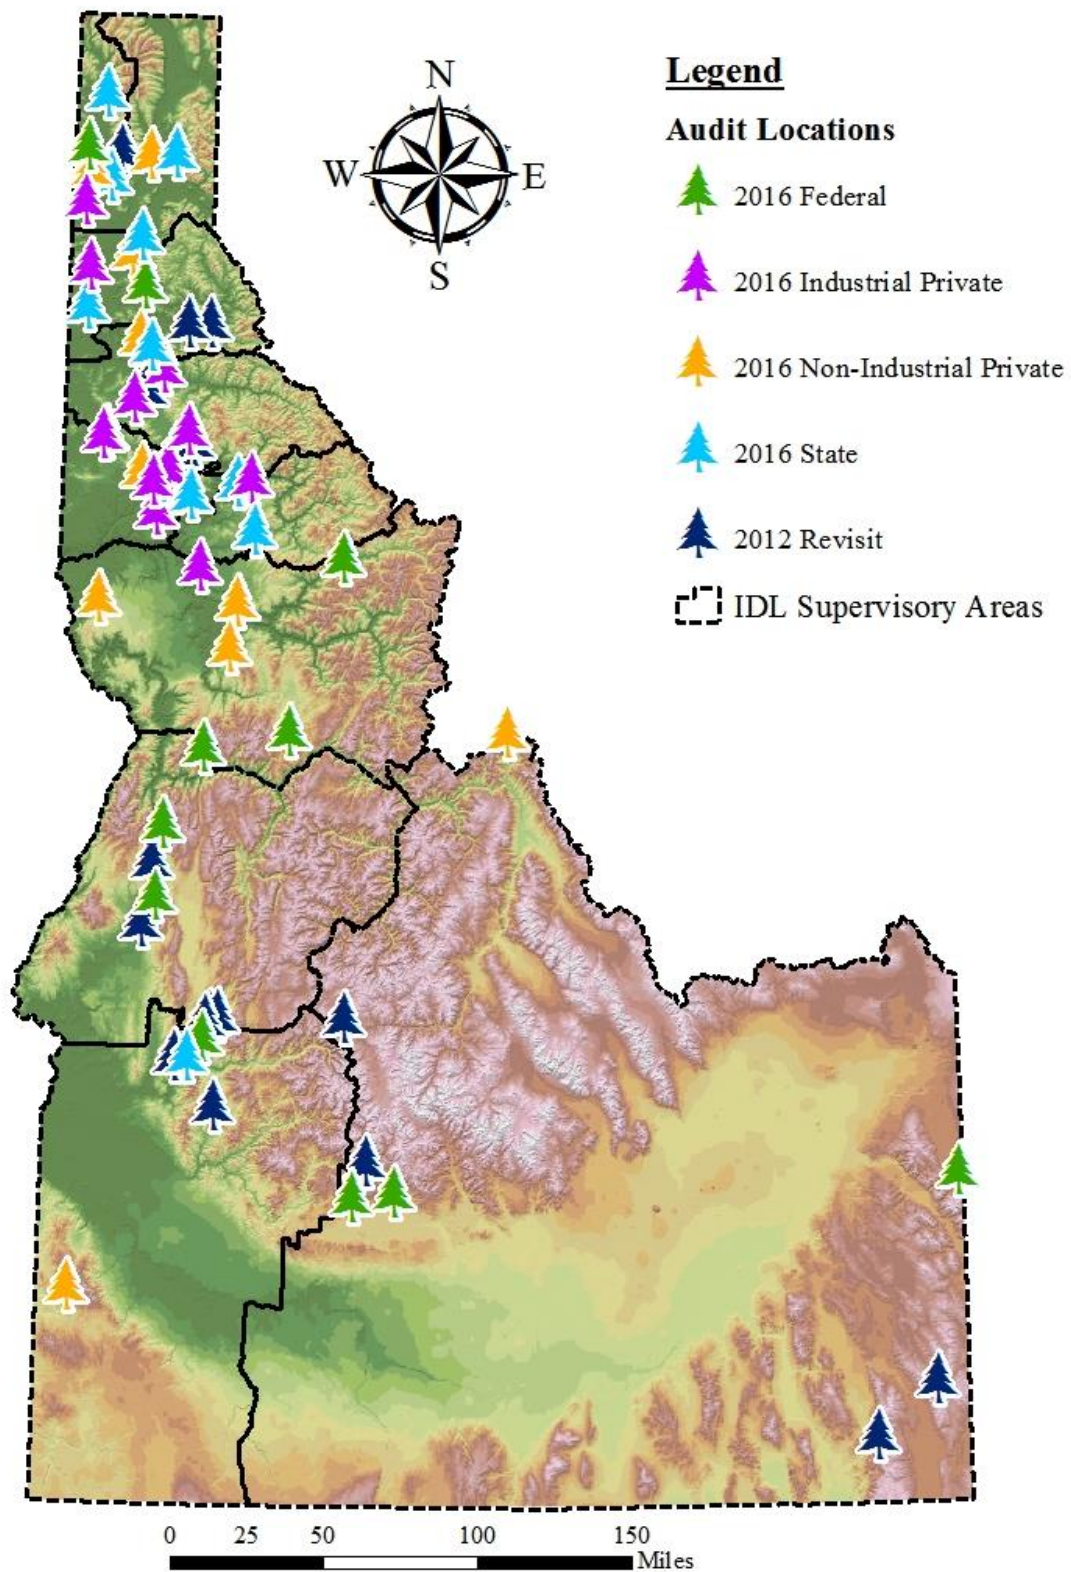 N
W
E
S
Legend
Audit Locations
2016 Federal
2016 Industrial Private
2016 Non-Industrial Private
2016 State
2012 Revisit
IDL Supervisory Areas
0 25 50 100 150
Miles